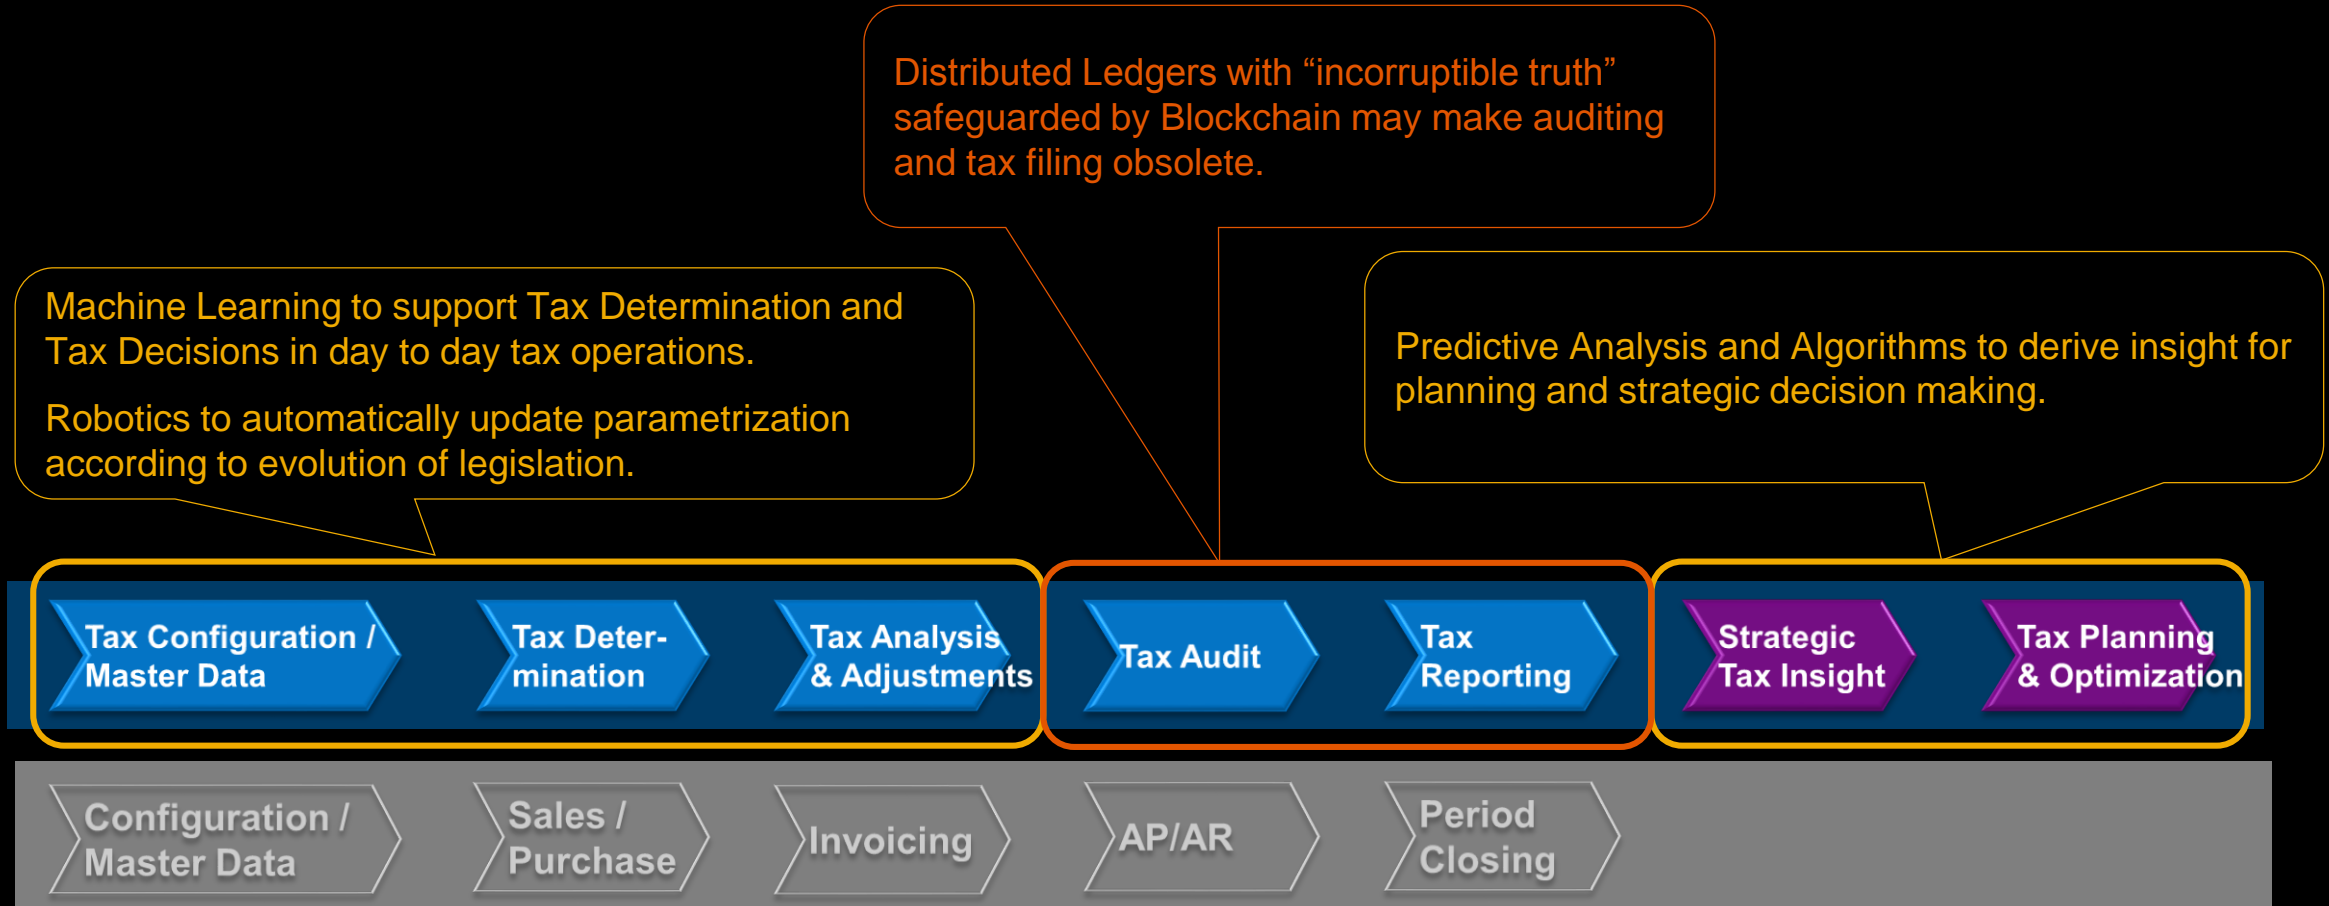 Distributed Ledgers with “incorruptible truth”
safeguarded by Blockchain may make auditing
and tax filing obsolete.
Machine Learning to support Tax Determination and
Tax Decisions in day to day tax operations.
Robotics to automatically update parametrization
according to evolution of legislation.
Predictive Analysis and Algorithms to derive insight for
planning and strategic decision making.
Tax Configuration /
Master Data
Tax Deter-
mination
Tax Analysis
& Adjustments
Tax Audit
Tax
Reporting
Strategic
Tax Insight
Tax Planning
& Optimization
Configuration /
Master Data
Sales /
Purchase
Invoicing
AP/AR
Period
Closing